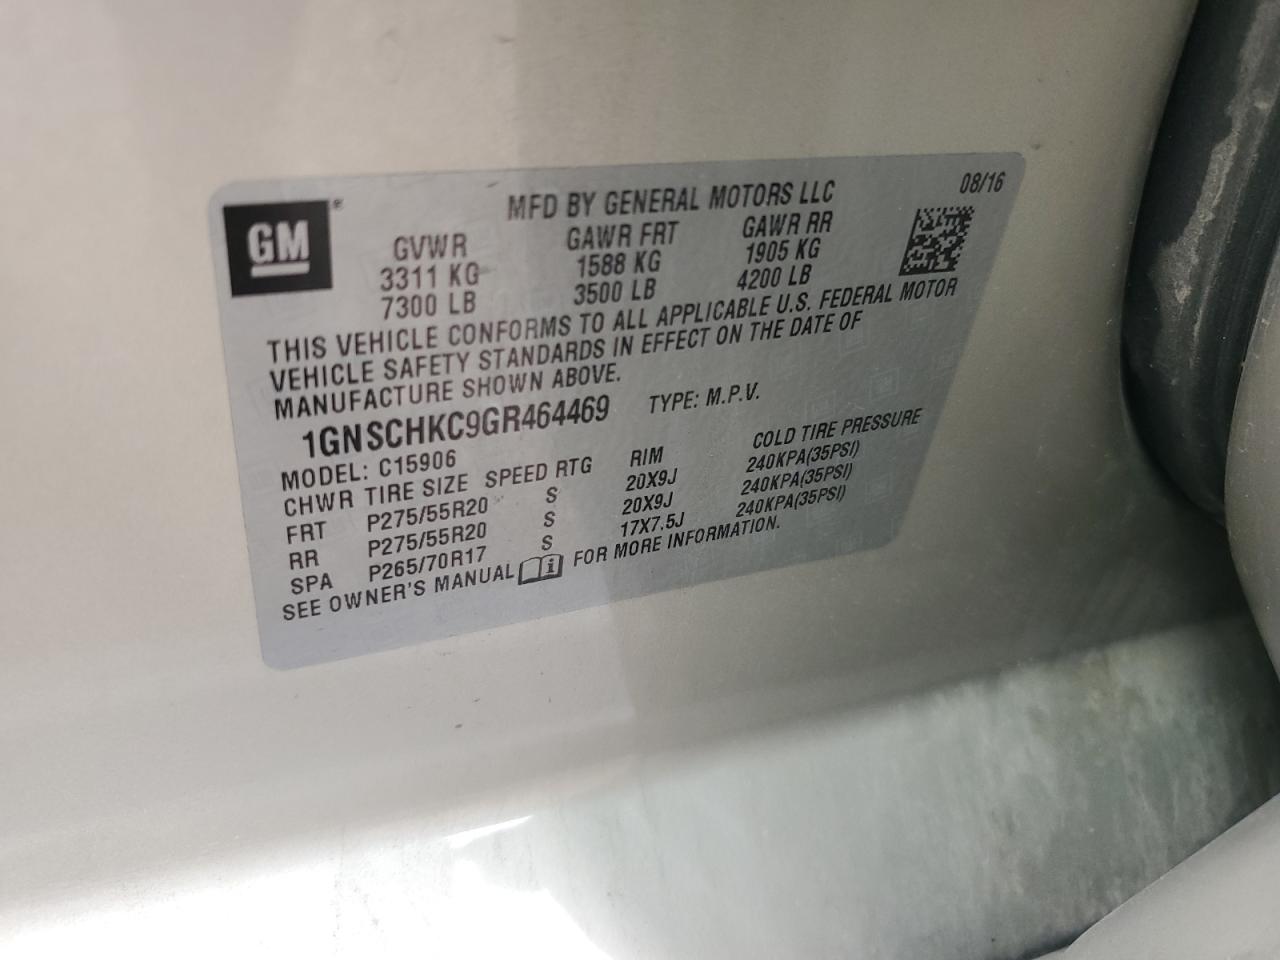 08/16
GM ®
MFD BY GENERAL MOTORS LLC
GVWR GAWR FRT GAWR RR
3311 KG 1588 KG 1905 KG
7300 LB 3500 LB 4200 LB
THIS VEHICLE CONFORMS TO ALL APPLICABLE U.S. FEDERAL MOTOR
VEHICLE SAFETY STANDARDS IN EFFECT ON THE DATE OF
MANUFACTURE SHOWN ABOVE.
1GNSCHKC9GR464469 TYPE: M.P.V.
MODEL: C15906
CHWR TIRE SIZE SPEED RTG RIM COLD TIRE PRESSURE
FRT P275/55R20 S 20X9J 240KPA(35PSI)
RR P275/55R20 S 20X9J 240KPA(35PSI)
SPA P265/70R17 S 17X7.5J 240KPA(35PSI)
SEE OWNER'S MANUAL i FOR MORE INFORMATION.